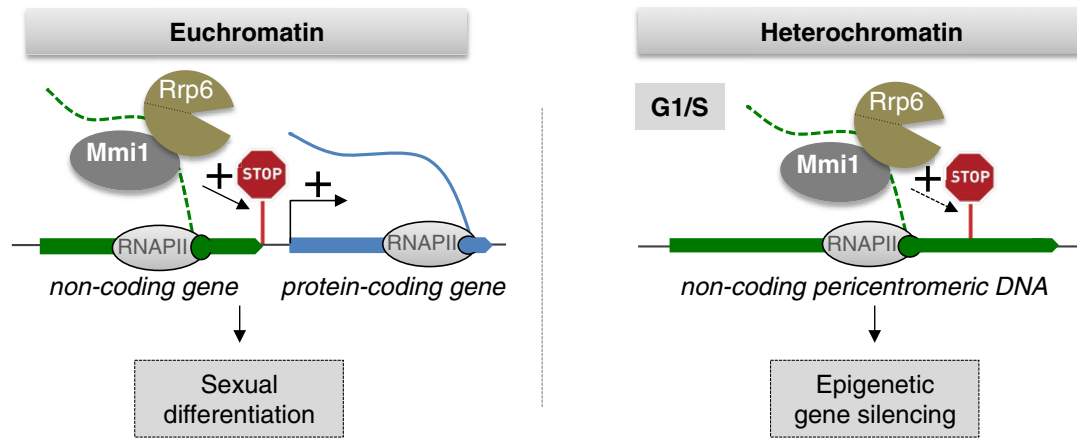 Euchromatin
Rrp6
Mmi1
+
STOP
+
RNAPII
RNAPII
non-coding gene
protein-coding gene
Sexual
differentiation
Heterochromatin
G1/S
Rrp6
Mmi1
+
STOP
RNAPII
non-coding pericentromeric DNA
Epigenetic
gene silencing